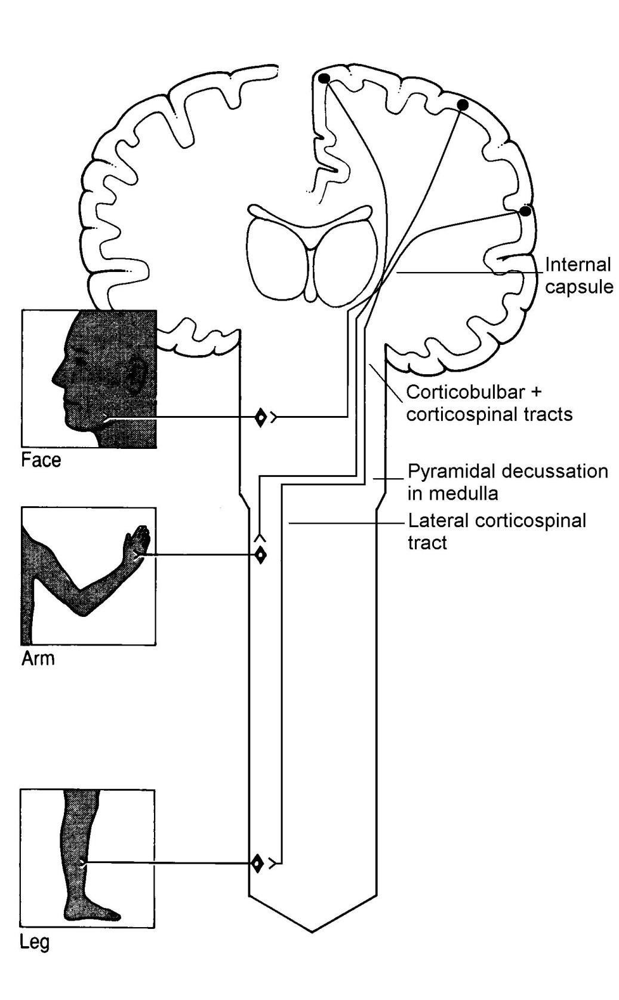 Internal
capsule
Corticobulbar +
corticospinal tracts
Face
Pyramidal decussation
in medulla
Lateral corticospinal
tract
Arm
Leg